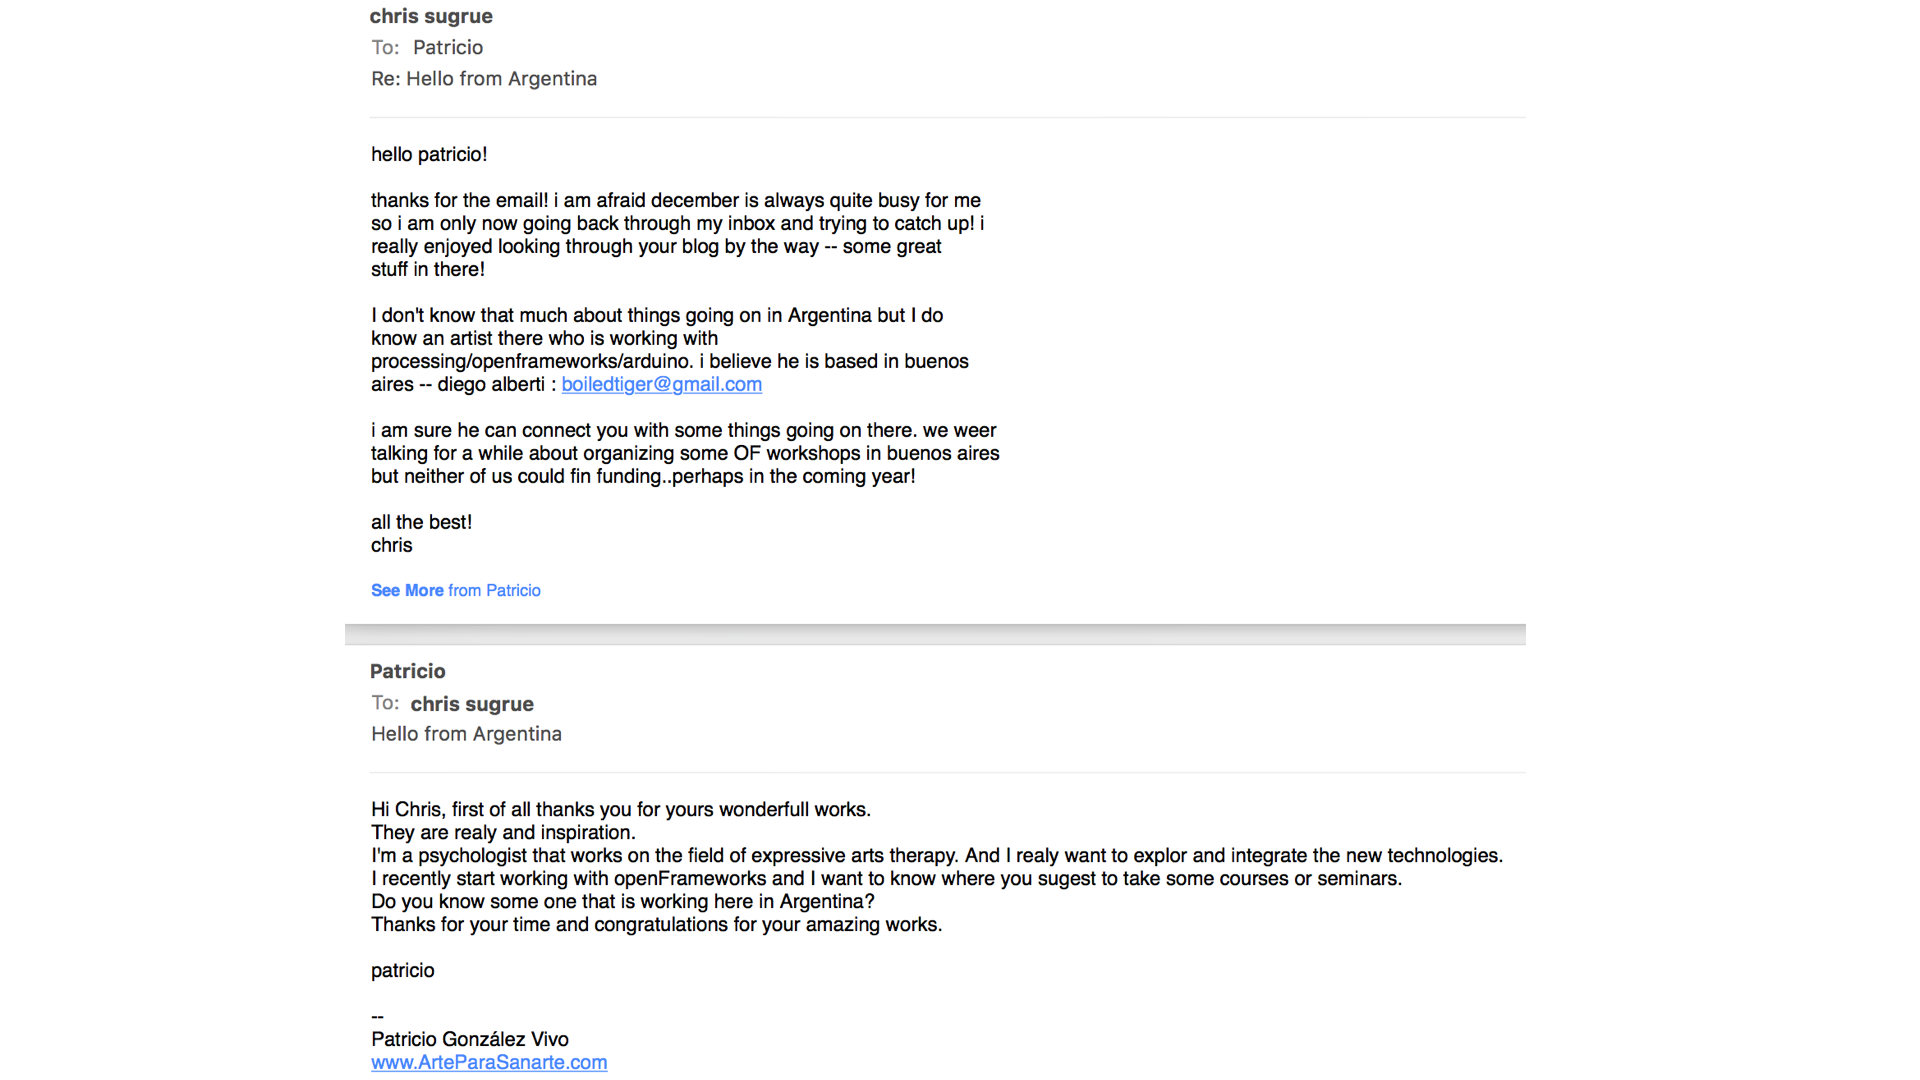 chris sugrue
To: Patricio
Re: Hello from Argentina
hello patricio!
thanks for the email! i am afraid december is always quite busy for me
so i am only now going back through my inbox and trying to catch up! i
really enjoyed looking through your blog by the way -- some great
stuff in there!
I don't know that much about things going on in Argentina but I do
know an artist there who is working with
processing/openframeworks/arduino. i believe he is based in buenos
aires -- diego alberti : boiledtiger@gmail.com
i am sure he can connect you with some things going on there. we weer
talking for a while about organizing some OF workshops in buenos aires
but neither of us could fin funding..perhaps in the coming year!
all the best!
chris
See More from Patricio
Patricio
To: chris sugrue
Hello from Argentina
Hi Chris, first of all thanks you for yours wonderfull works.
They are realy and inspiration.
I'm a psychologist that works on the field of expressive arts therapy. And I realy want to explor and integrate the new technologies.
I recently start working with openFrameworks and I want to know where you sugest to take some courses or seminars.
Do you know some one that is working here in Argentina?
Thanks for your time and congratulations for your amazing works.
patricio
--
Patricio González Vivo
www.ArteParaSanarte.com